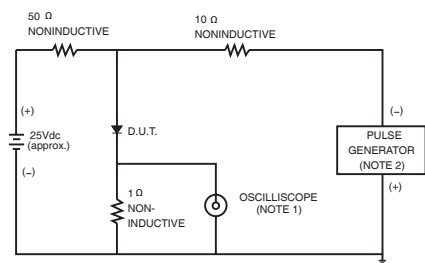 50 Ω
NONINDUCTIVE
10 Ω
NONINDUCTIVE
(+)
25Vdc
(approx.)
(−)
D.U.T.
1 Ω
NON-
INDUCTIVE
OSCILLISCOPE
(NOTE 1)
(−)
PULSE
GENERATOR
(NOTE 2)
(+)